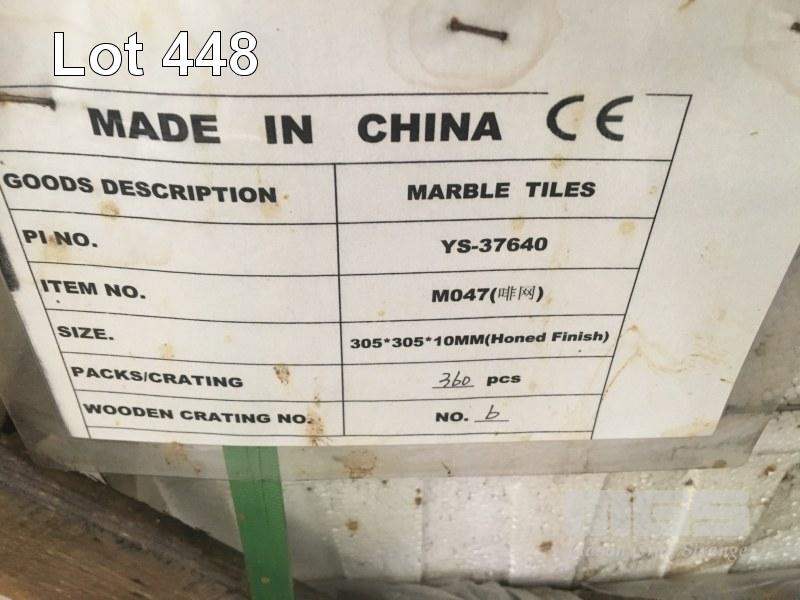 Lot 448
MADE IN CHINA CE
GOODS DESCRIPTION MARBLE TILES
PI NO. YS-37640
ITEM NO. M047(啡网)
SIZE. 305*305*10MM(Honed Finish)
PACKS/CRATING 360 pcs
WOODEN CRATING NO. NO. 6